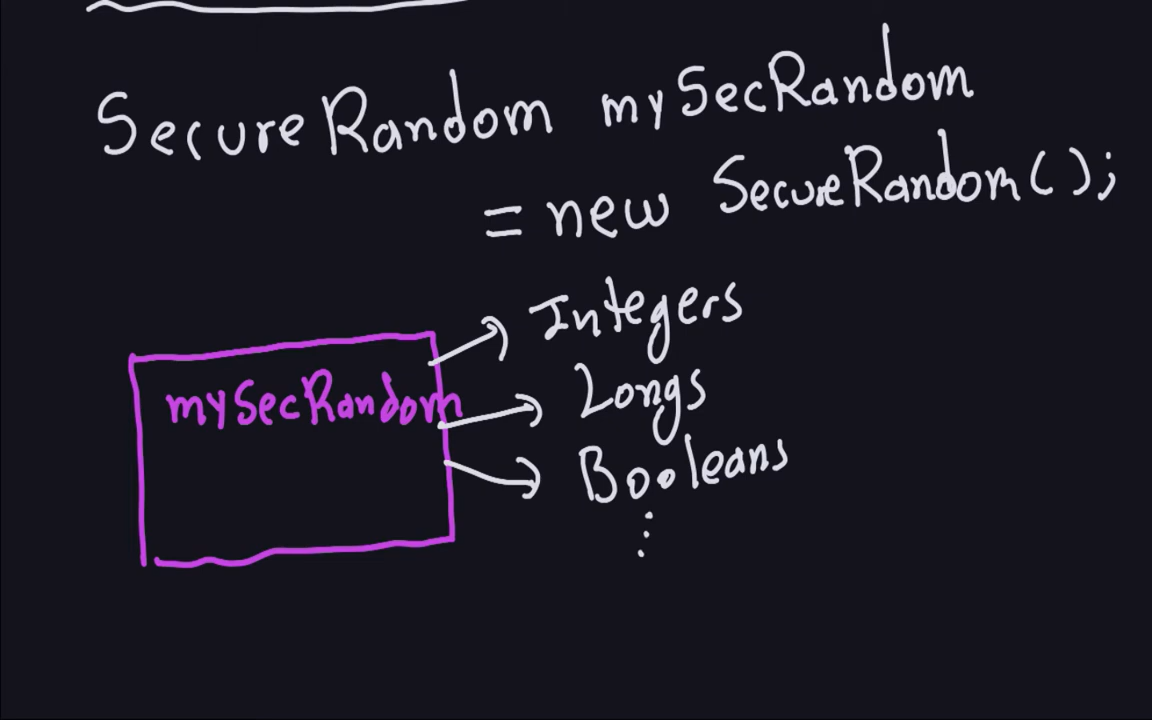 SecureRandom mySecRandom
= new SecureRandom();
Integers
mySecRandom
Longs
Booleans
⋮